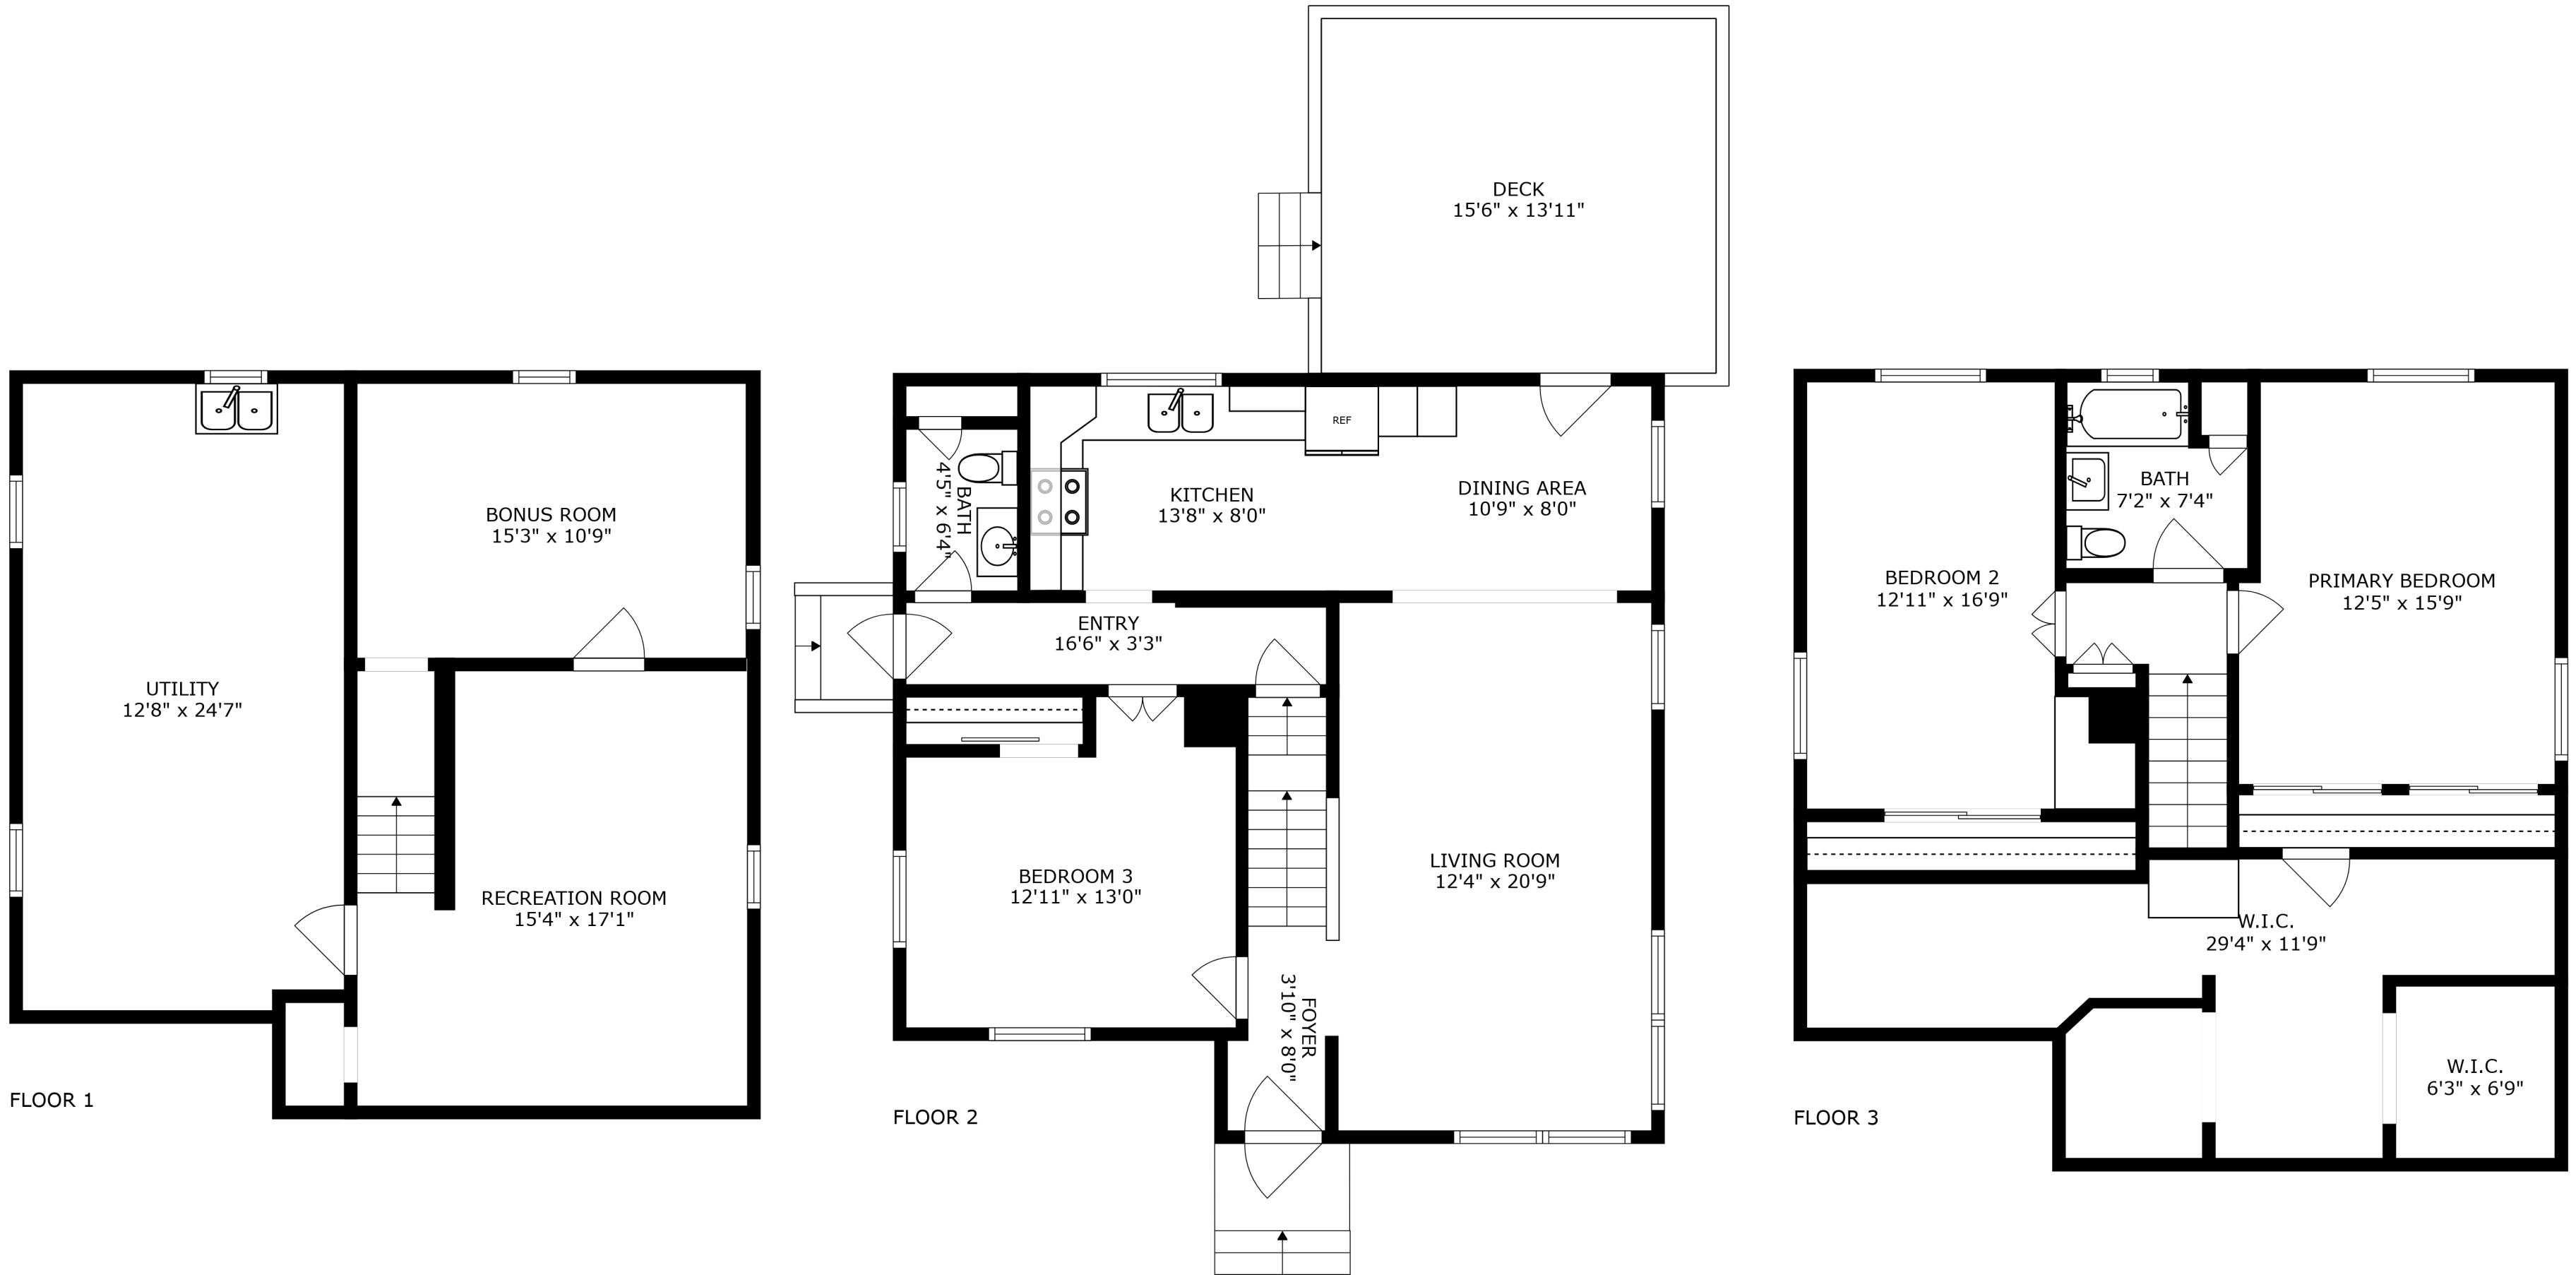 UTILITY
12'8" x 24'7"
BONUS ROOM
15'3" x 10'9"
RECREATION ROOM
15'4" x 17'1"
FLOOR 1
DECK
15'6" x 13'11"
REF
BATH
4'5" x 6'4"
KITCHEN
13'8" x 8'0"
DINING AREA
10'9" x 8'0"
ENTRY
16'6" x 3'3"
BEDROOM 3
12'11" x 13'0"
LIVING ROOM
12'4" x 20'9"
FOYER
3'10" x 8'0"
FLOOR 2
BATH
7'2" x 7'4"
BEDROOM 2
12'11" x 16'9"
PRIMARY BEDROOM
12'5" x 15'9"
W.I.C.
29'4" x 11'9"
W.I.C.
6'3" x 6'9"
FLOOR 3